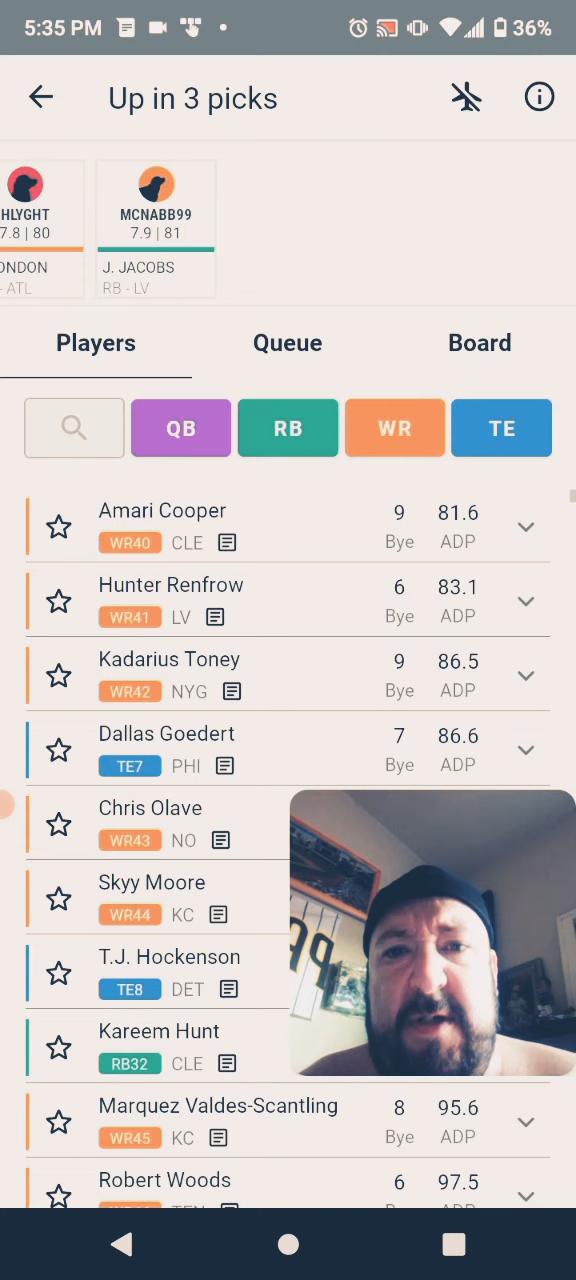 5:35 PM
36%
Up in 3 picks
HLYGHT
MCNABB99
7.8 | 80
7.9 | 81
ONDON
J. JACOBS
- ATL
RB - LV
Players
Queue
Board
QB
RB
WR
TE
Amari Cooper
9
81.6
WR40
CLE
Bye
ADP
Hunter Renfrow
6
83.1
WR41
LV
Bye
ADP
Kadarius Toney
9
86.5
WR42
NYG
Bye
ADP
Dallas Goedert
7
86.6
TE7
PHI
Bye
ADP
Chris Olave
WR43
NO
Skyy Moore
WR44
KC
T.J. Hockenson
TE8
DET
Kareem Hunt
RB32
CLE
Marquez Valdes-Scantling
8
95.6
WR45
KC
Bye
ADP
Robert Woods
6
97.5